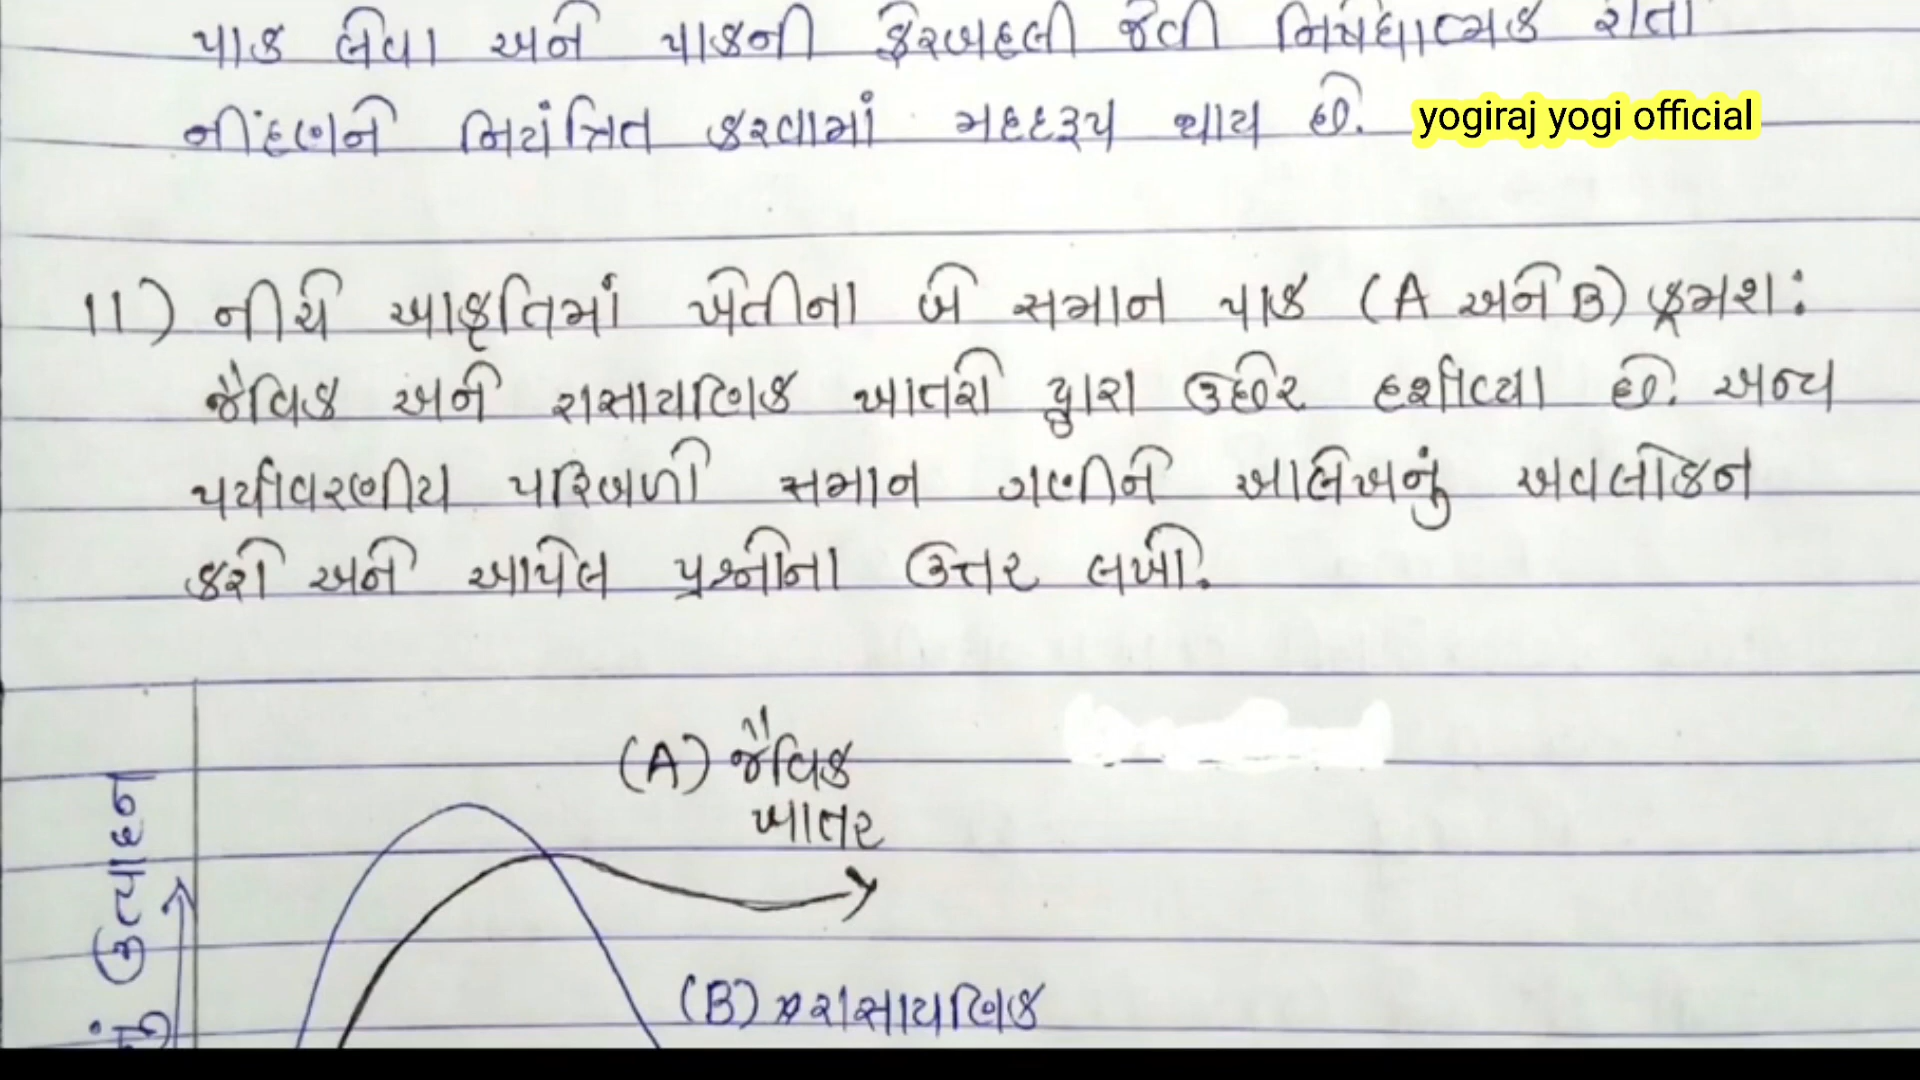 પાક લેવા અને પાકની ફેરબદલી જેવી નિષેધાત્મક રીતો
નીંદણને નિયંત્રિત કરવામાં મદદરૂપ થાય છે. yogiraj yogi official
11) નીચે આકૃતિમાં ખેતીના બે સમાન પાક (A અને B) ક્રમશ:
જૈવિક અને રાસાયણિક ખાતરો દ્વારા ઉછેર દર્શાવ્યા છે. અન્ય
પર્યાવરણીય પરિબળો સમાન ગણીને આલેખનું અવલોકન
કરો અને આપેલ પ્રશ્નોના ઉત્તર લખો.
(A) જૈવિક
ખાતર
(B) રાસાયણિક
નું ઉત્પાદન